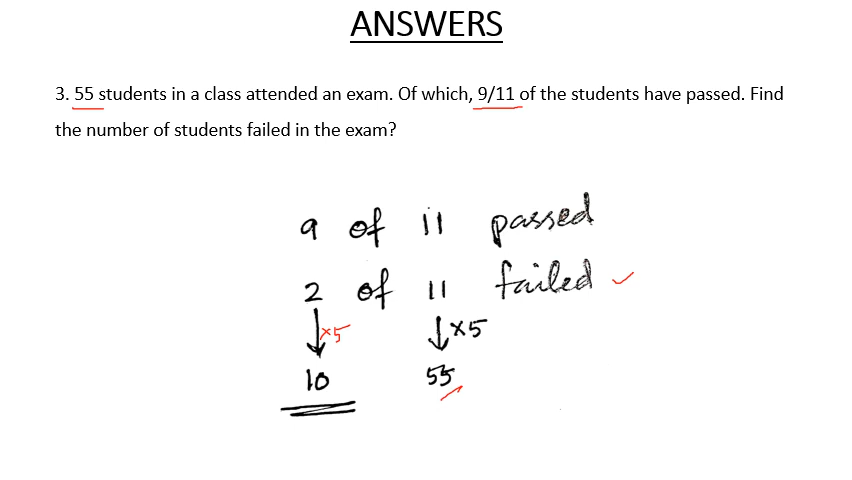 ANSWERS
3. 55 students in a class attended an exam. Of which, 9/11 of the students have passed. Find
the number of students failed in the exam?
9 of 11 passed
2 of 11 failed ✓
×5 ×5
10 55